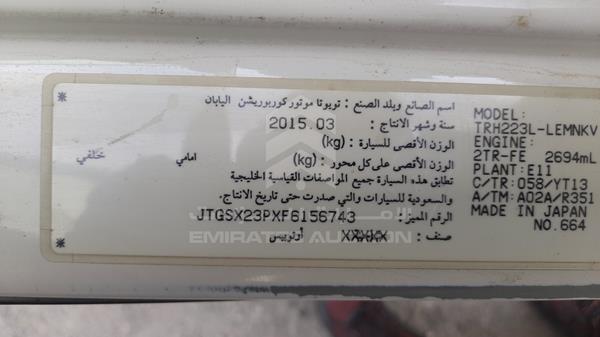 اسم الصانع وبلد الصنع : تويوتا موتور كوربوريشن اليابان
سنة وشهر الانتاج : 2015.03
الوزن الأقصى للسيارة : (kg)
الوزن الأقصى على كل محور : (kg) امامي خلفي
تطابق هذه السيارة جميع المواصفات القياسية الخليجية
والسعودية للسيارات والتي صدرت حتى تاريخ الانتاج.
الرقم المميز : JTGSX23PXF6156743
صنف : XXXXX أوتوبيس
MODEL:
TRH223L-LEMNKV
ENGINE:
2TR-FE 2694mL
PLANT: E11
C/TR: 058/YT13
A/TM: A02A/R351
MADE IN JAPAN
NO. 664
EMIRATES AUCTION